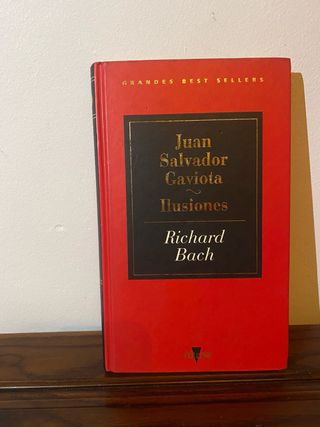 GRANDES BEST SELLERS
Juan
Salvador
Gaviota
~
Ilusiones
Richard
Bach